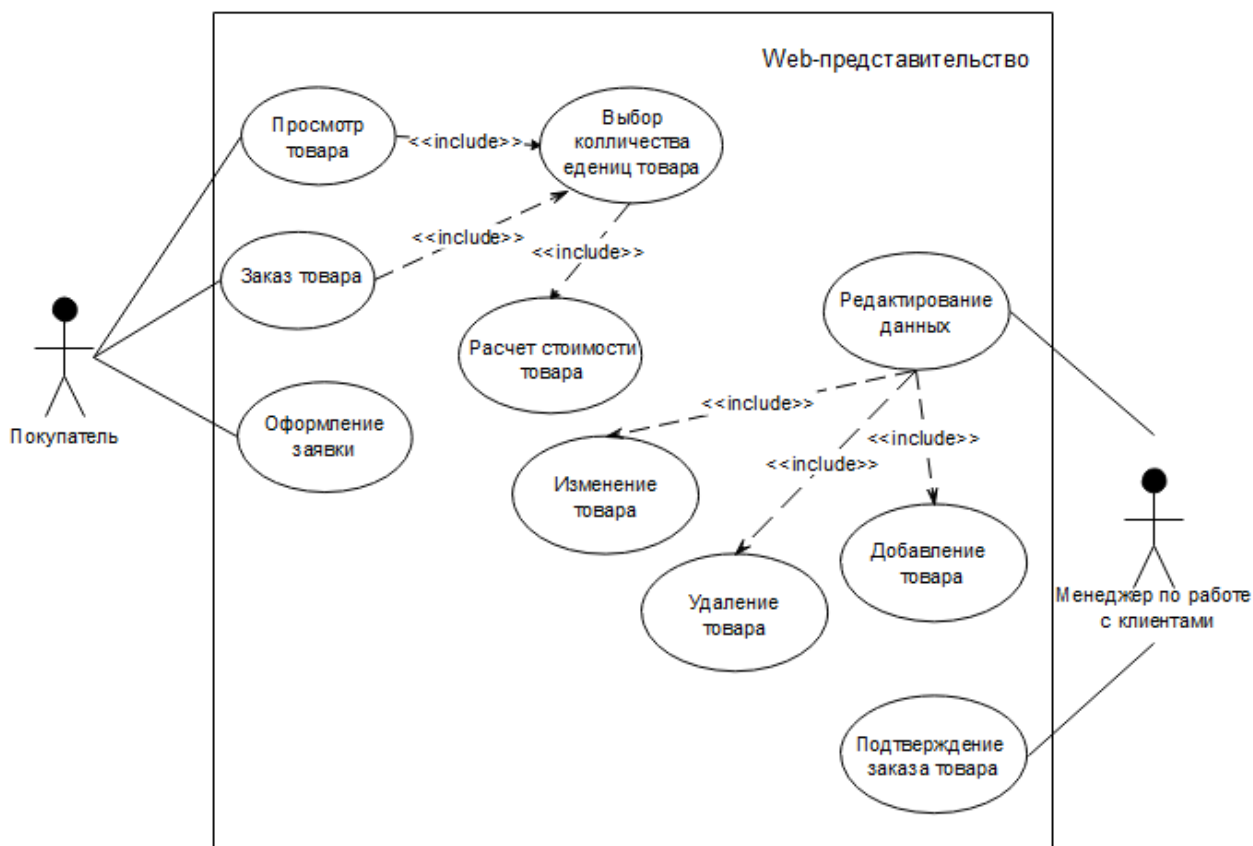 Web-представительство
Просмотр
товара
<<include>>
Выбор
колличества
едениц товара
<<include>>
<<include>>
Заказ товара
Редактирование
данных
Расчет стоимости
товара
<<include>>
Покупатель
Оформление
заявки
<<include>>
<<include>>
Изменение
товара
Добавление
товара
Удаление
товара
Менеджер по работе
с клиентами
Подтверждение
заказа товара